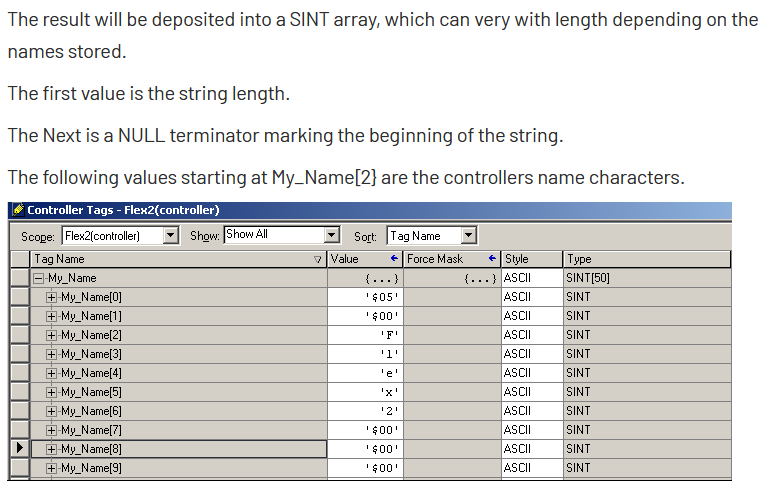 The result will be deposited into a SINT array, which can very with length depending on the
names stored.
The first value is the string length.
The Next is a NULL terminator marking the beginning of the string.
The following values starting at My_Name[2} are the controllers name characters.
Controller Tags - Flex2(controller)
Scope: Flex2(controller) Show: Show All Sort: Tag Name
Tag Name Value Force Mask Style Type
My_Name {...} {...} ASCII SINT[50]
My_Name[0] '$05' ASCII SINT
My_Name[1] '$00' ASCII SINT
My_Name[2] 'F' ASCII SINT
My_Name[3] 'l' ASCII SINT
My_Name[4] 'e' ASCII SINT
My_Name[5] 'x' ASCII SINT
My_Name[6] '2' ASCII SINT
My_Name[7] '$00' ASCII SINT
My_Name[8] '$00' ASCII SINT
My_Name[9] '$00' ASCII SINT